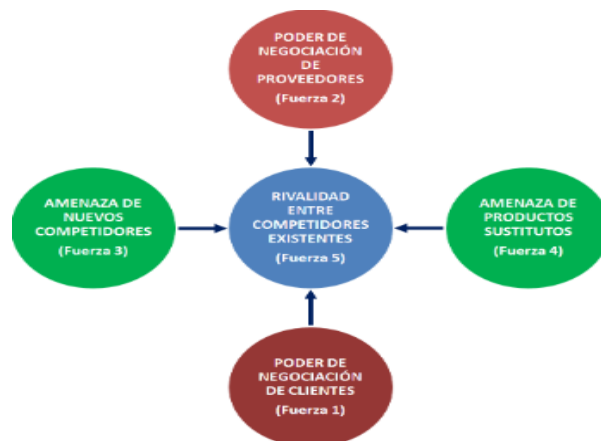 PODER DE
NEGOCIACIÓN
DE
PROVEEDORES
(Fuerza 2)
AMENAZA DE
NUEVOS
COMPETIDORES
(Fuerza 3)
RIVALIDAD
ENTRE
COMPETIDORES
EXISTENTES
(Fuerza 5)
AMENAZA DE
PRODUCTOS
SUSTITUTOS
(Fuerza 4)
PODER DE
NEGOCIACIÓN
DE CLIENTES
(Fuerza 1)